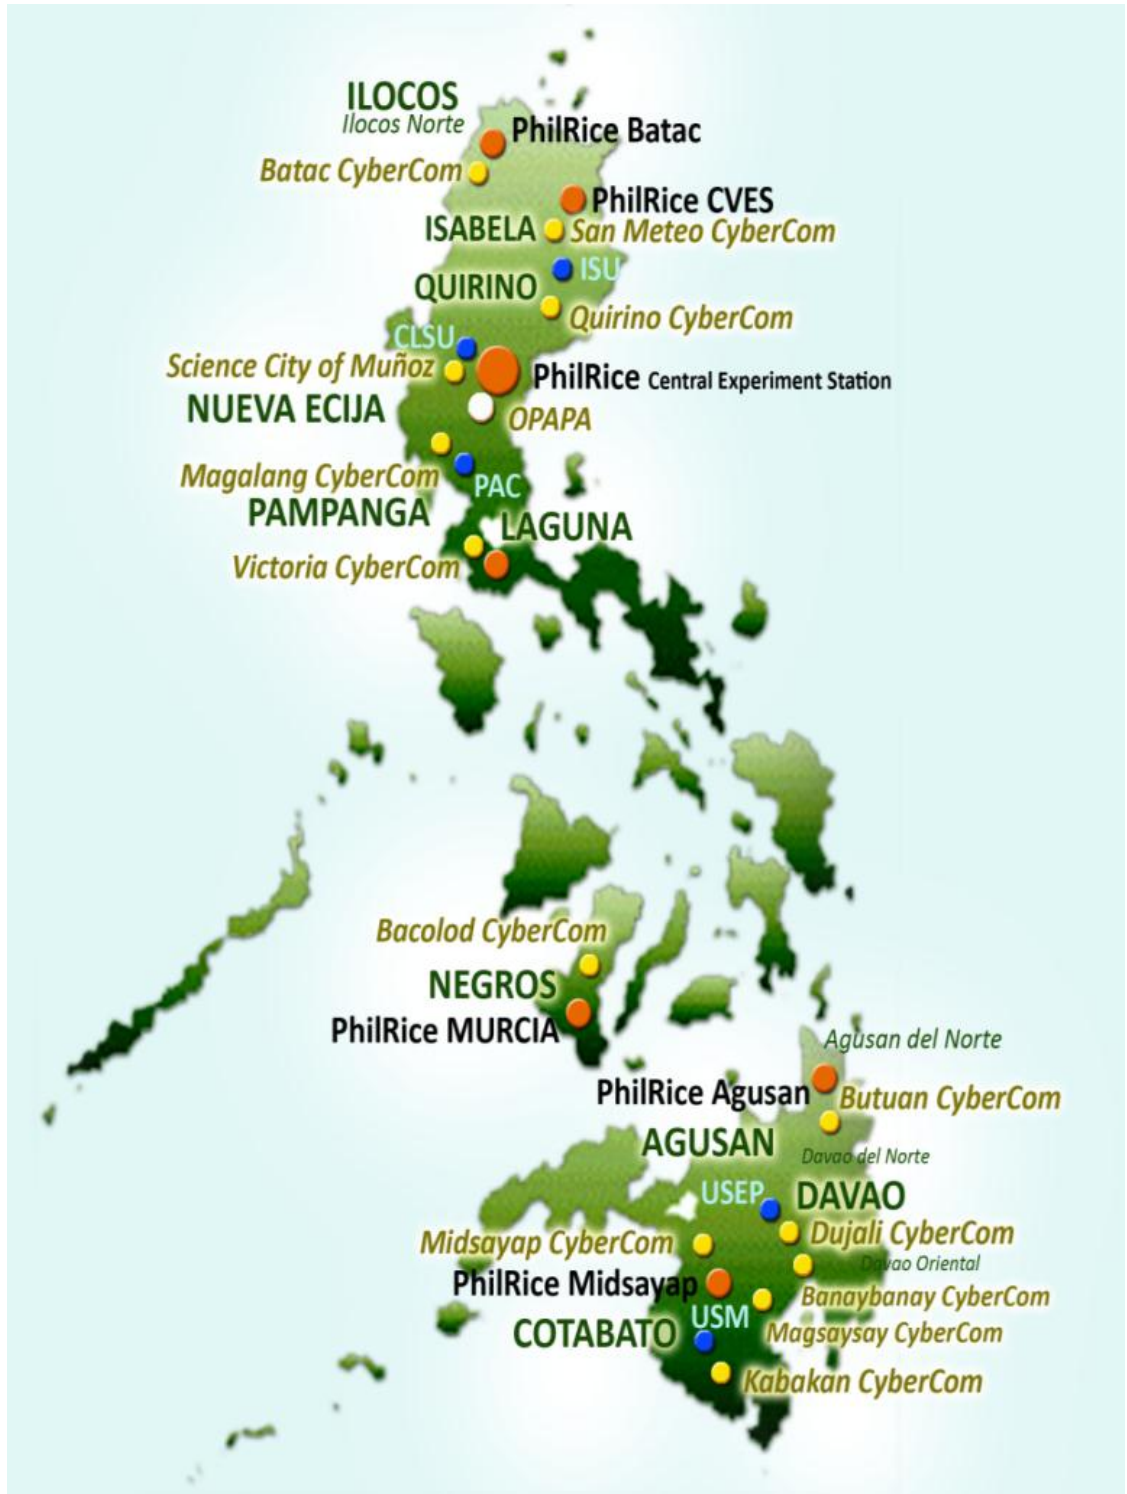 ILOCOS
Ilocos Norte
PhilRice Batac
Batac CyberCom
PhilRice CVES
ISABELA
San Meteo CyberCom
ISU
QUIRINO
Quirino CyberCom
CLSU
Science City of Muñoz
PhilRice Central Experiment Station
NUEVA ECIJA
OPAPA
Magalang CyberCom
PAC
PAMPANGA
LAGUNA
Victoria CyberCom
Bacolod CyberCom
NEGROS
PhilRice MURCIA
Agusan del Norte
PhilRice Agusan
Butuan CyberCom
AGUSAN
Davao del Norte
USEP
DAVAO
Dujali CyberCom
Midsayap CyberCom
Davao Oriental
PhilRice Midsayap
Banaybanay CyberCom
USM
COTABATO
Magsaysay CyberCom
Kabakan CyberCom